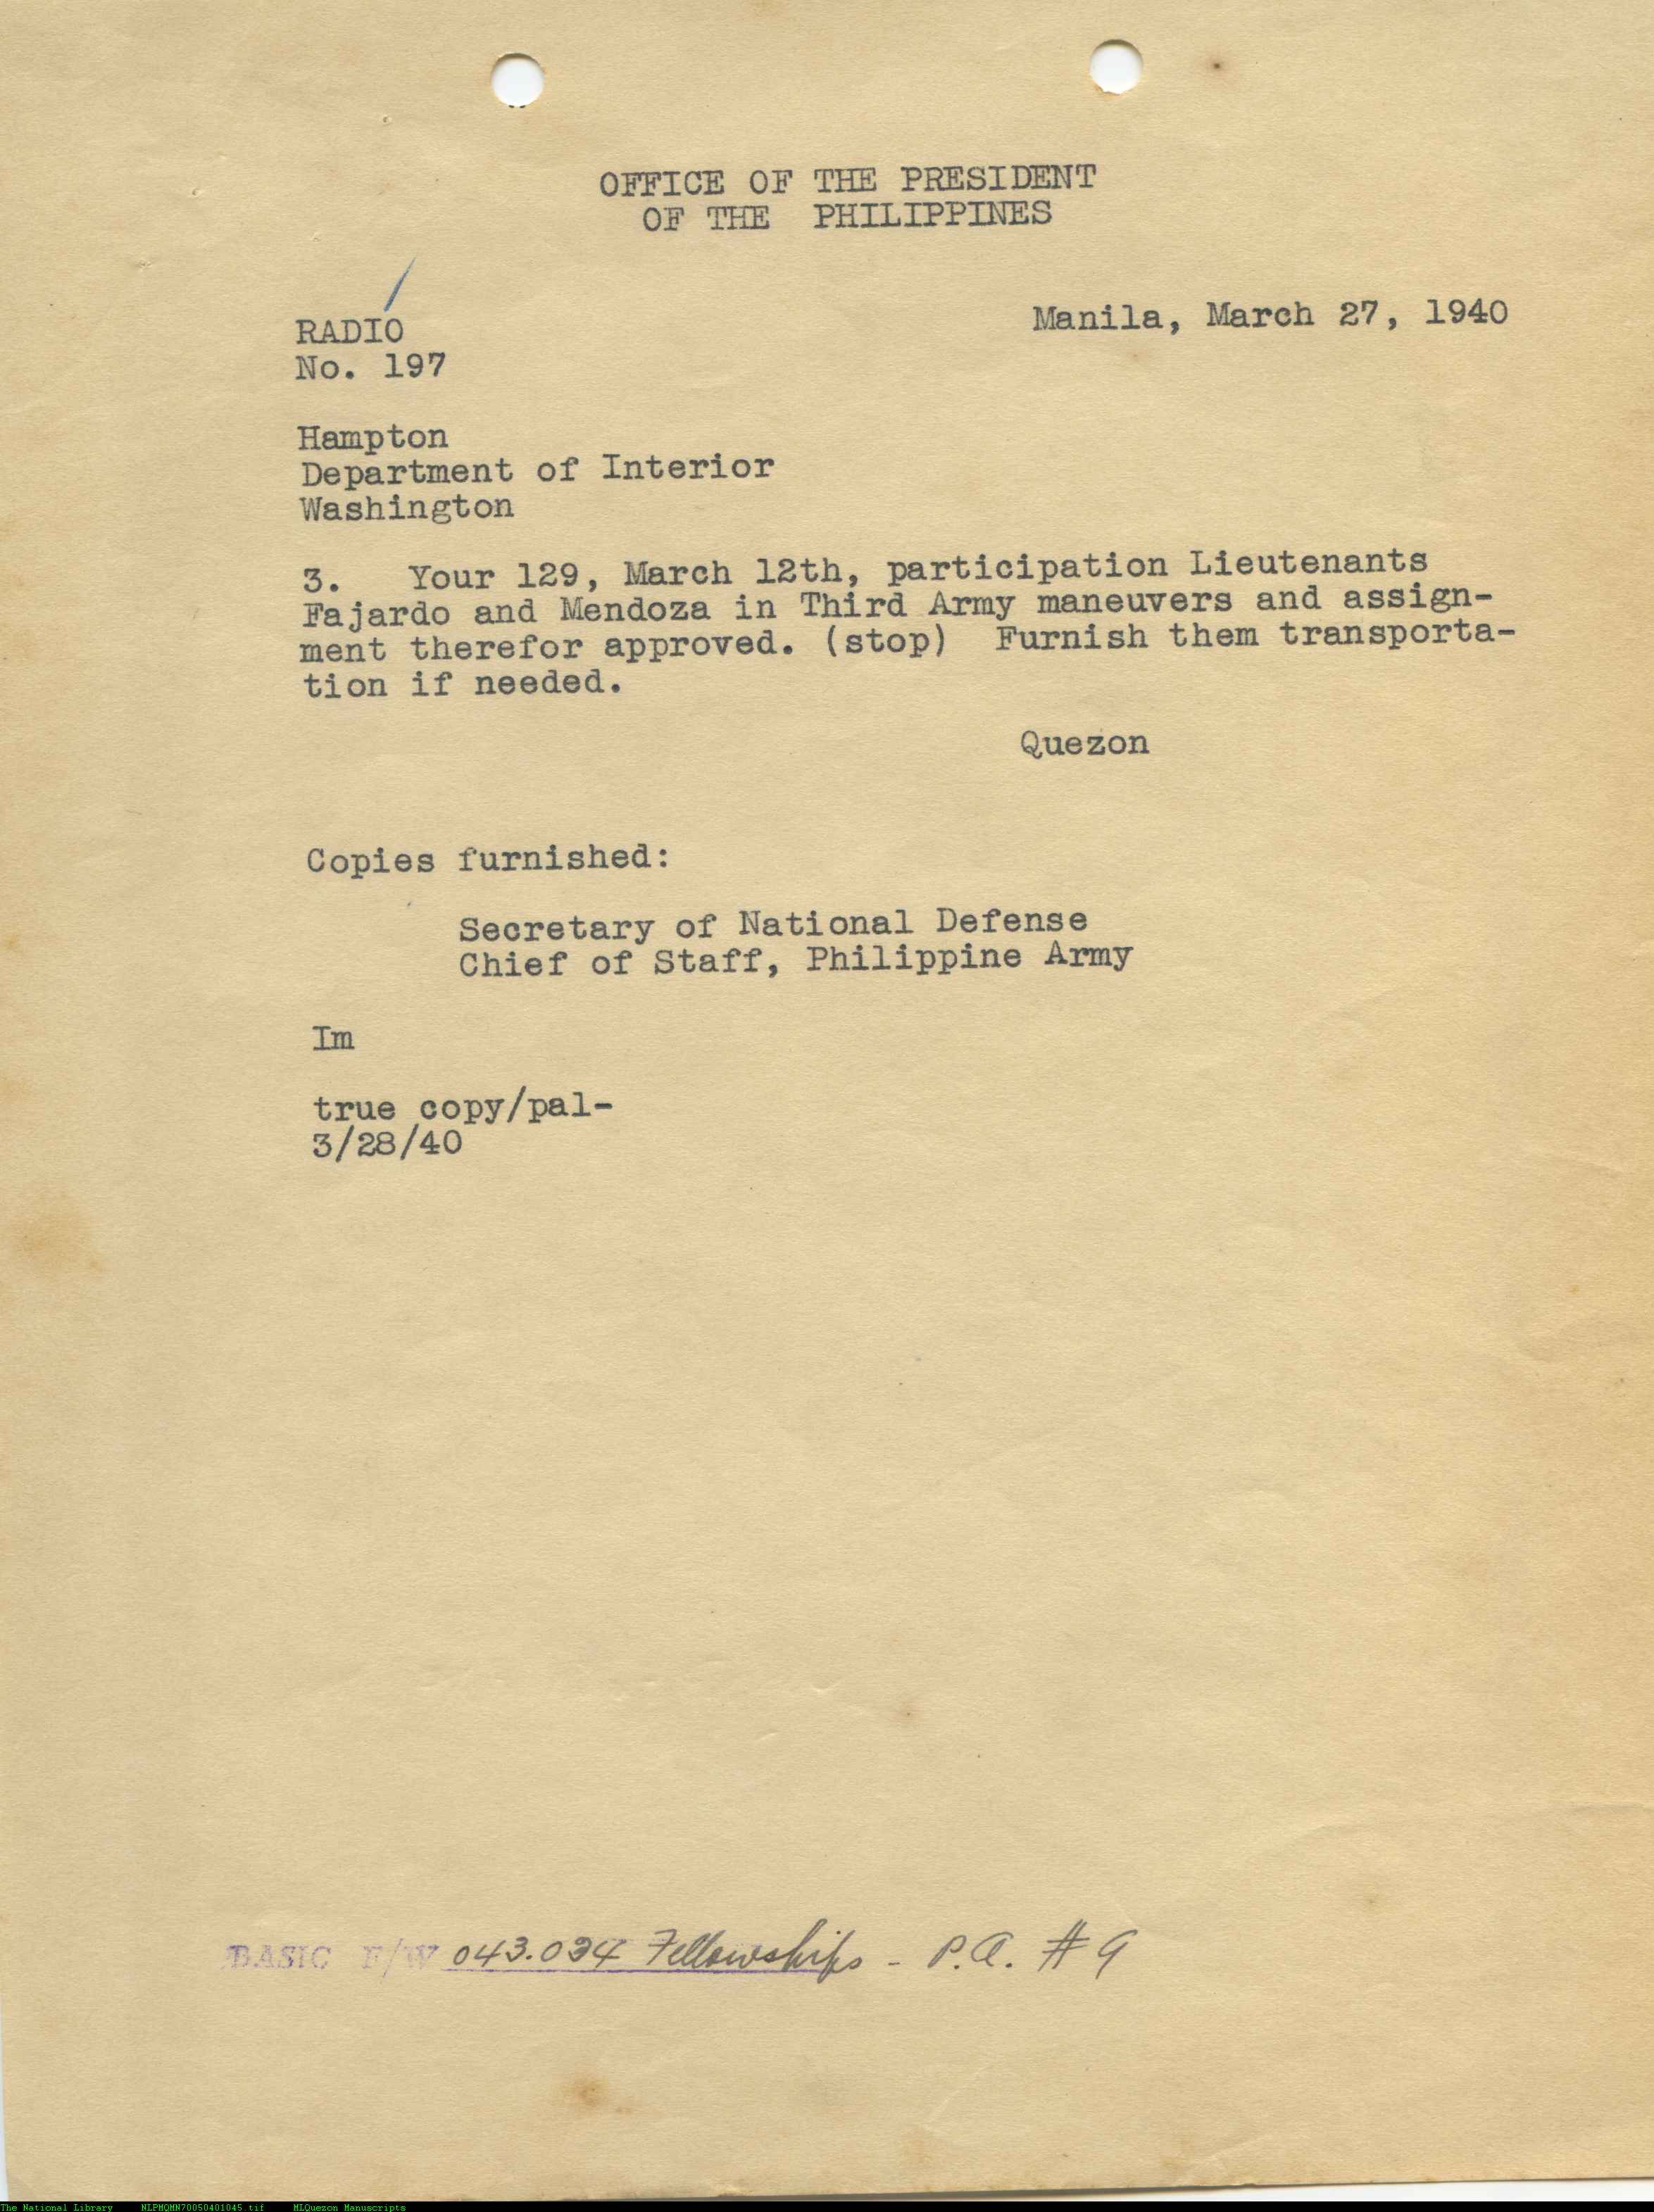 OFFICE OF THE PRESIDENT
OF THE PHILIPPINES
RADIO
No. 197
Manila, March 27, 1940
Hampton
Department of Interior
Washington
3. Your 129, March 12th, participation Lieutenants
Fajardo and Mendoza in Third Army maneuvers and assign-
ment therefor approved. (stop) Furnish them transporta-
tion if needed.
Quezon
Copies furnished:
Secretary of National Defense
Chief of Staff, Philippine Army
Im
true copy/pal-
3/28/40
BASIC F/W 043.034 Fellowships - P.A. #9
The National Library NLPMQMN70050401045.tif MLQuezon Manuscripts